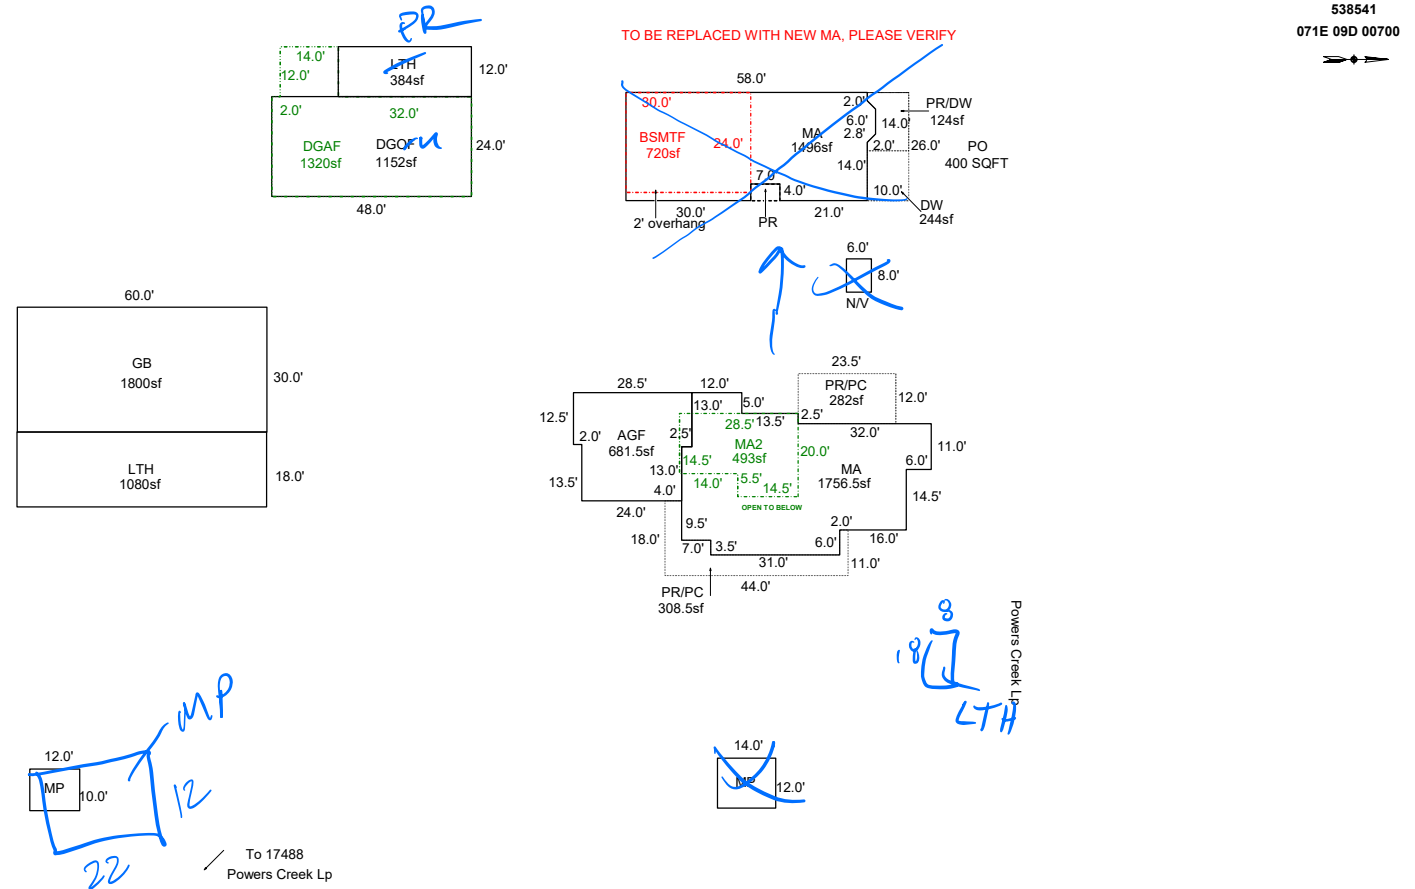 538541
071E 09D 00700
PR
14.0'
LTH
384sf
12.0'
12.0'
2.0'
32.0'
DGAF
1320sf
DGOF
1152sf
24.0'
48.0'
TO BE REPLACED WITH NEW MA, PLEASE VERIFY
58.0'
30.0'
BSMTF
720sf
24.0'
MA
1496sf
2.0'
6.0'
2.8'
14.0'
2.0'
26.0'
14.0'
PR/DW
124sf
PO
400 SQFT
7.0'
4.0'
10.0'
DW
244sf
30.0'
21.0'
2' overhang
PR
6.0'
8.0'
N/V
60.0'
GB
1800sf
30.0'
LTH
1080sf
18.0'
23.5'
PR/PC
282sf
12.0'
28.5'
12.0'
13.0'
5.0'
13.5'
2.5'
12.5'
2.0'
AGF
681.5sf
2.5'
28.5'
MA2
493sf
20.0'
32.0'
11.0'
6.0'
MA
1756.5sf
14.5'
13.0'
14.0'
5.5'
14.5'
14.5'
13.5'
4.0'
OPEN TO BELOW
24.0'
9.5'
2.0'
16.0'
18.0'
7.0'
3.5'
6.0'
31.0'
11.0'
44.0'
PR/PC
308.5sf
8
18
LTH
Powers Creek Lp
MP
12.0'
MP
10.0'
12
22
14.0'
MP
12.0'
To 17488
Powers Creek Lp